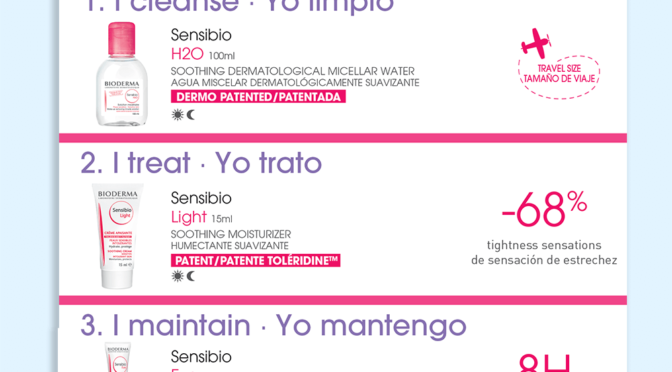 1. I cleanse · Yo limpio
Sensibio
H2O 100ml
SOOTHING DERMATOLOGICAL MICELLAR WATER
AGUA MISCELAR DERMATOLÓGICAMENTE SUAVIZANTE
DERMO PATENTED/PATENTADA
TRAVEL SIZE
TAMAÑO DE VIAJE
BIODERMA
2. I treat · Yo trato
BIODERMA
Sensibio
Light
Sensibio
Light 15ml
SOOTHING MOISTURIZER
HUMECTANTE SUAVIZANTE
PATENT/PATENTE TOLÉRIDINE™
-68%
tightness sensations
de sensación de estrechez
3. I maintain · Yo mantengo
BIODERMA
Sensibio
8H